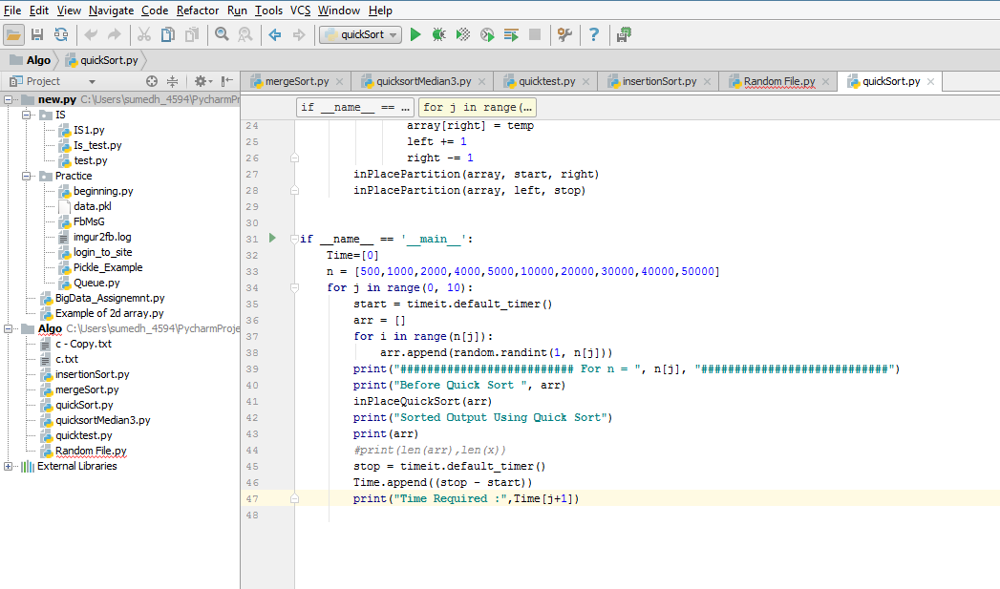 File Edit View Navigate Code Refactor Run Tools VCS Window Help
quickSort
Algo quickSort.py
Project
mergeSort.py quicksortMedian3.py quicktest.py insertionSort.py Random File.py quickSort.py
new.py C:\Users\sumedh_4594\PycharmPr
IS
IS1.py
Is_test.py
test.py
Practice
beginning.py
data.pkl
FbMsG
imgur2fb.log
login_to_site
Pickle_Example
Queue.py
BigData_Assignemnt.py
Example of 2d array.py
Algo C:\Users\sumedh_4594\PycharmProje
c - Copy.txt
c.txt
insertionSort.py
mergeSort.py
quickSort.py
quicksortMedian3.py
quicktest.py
Random File.py
External Libraries
if __name__ == … for j in range(…
24 array[right] = temp
25 left += 1
26 right -= 1
27 inPlacePartition(array, start, right)
28 inPlacePartition(array, left, stop)
29
30
31 if __name__ == '__main__':
32 Time=[0]
33 n = [500,1000,2000,4000,5000,10000,20000,30000,40000,50000]
34 for j in range(0, 10):
35 start = timeit.default_timer()
36 arr = []
37 for i in range(n[j]):
38 arr.append(random.randint(1, n[j]))
39 print("########################## For n = ", n[j], "############################")
40 print("Before Quick Sort ", arr)
41 inPlaceQuickSort(arr)
42 print("Sorted Output Using Quick Sort")
43 print(arr)
44 #print(len(arr),len(x))
45 stop = timeit.default_timer()
46 Time.append((stop - start))
47 print("Time Required :",Time[j+1])
48